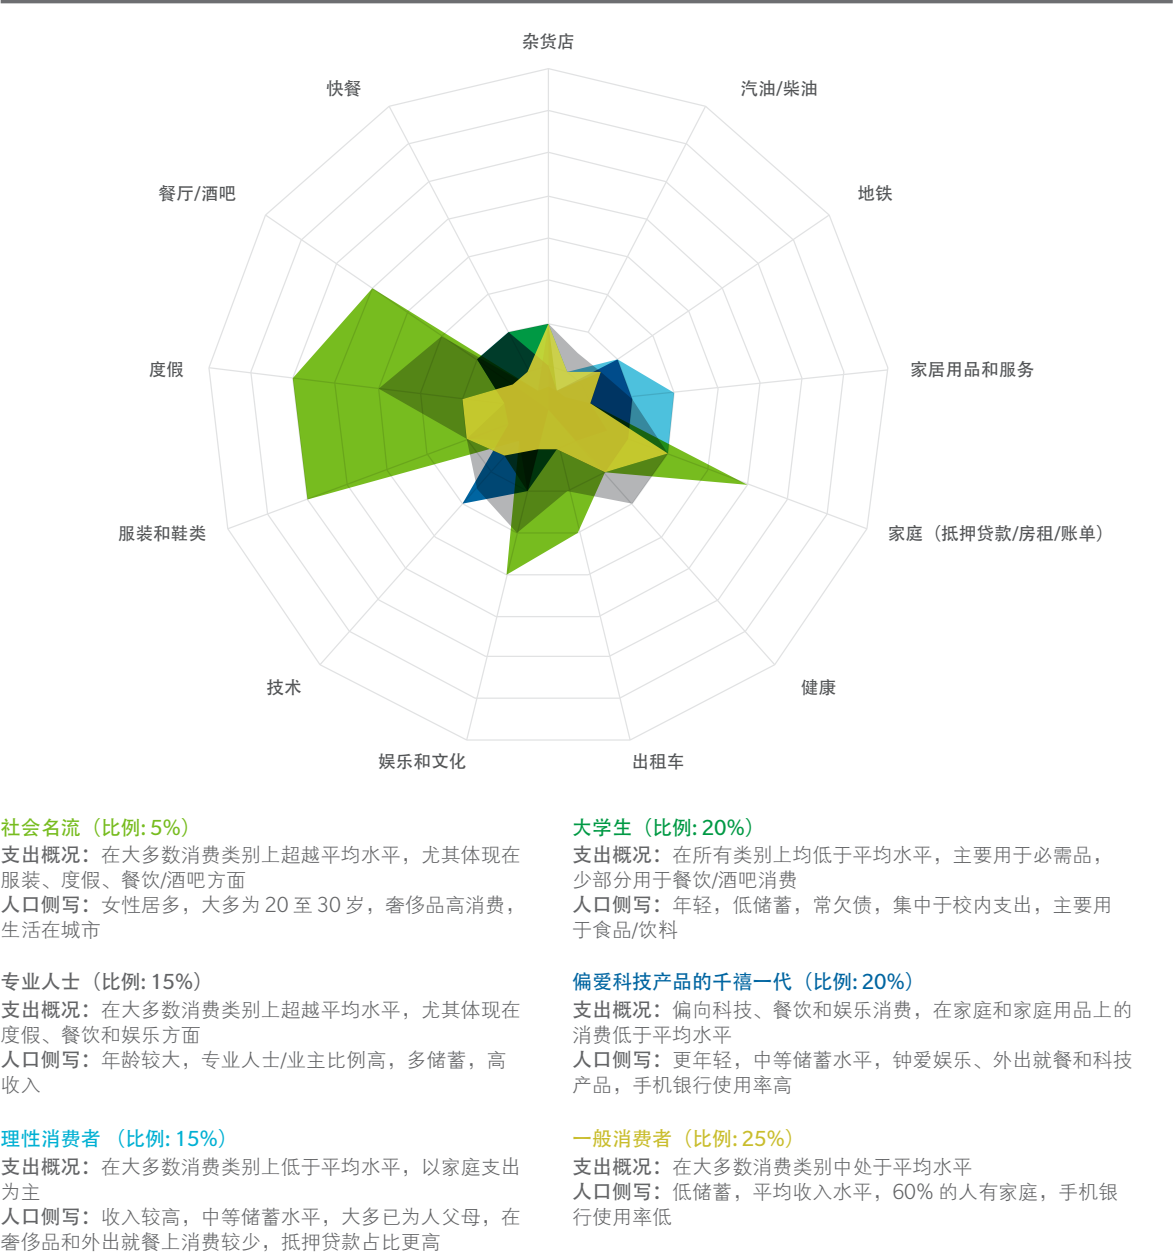 杂货店
快餐
汽油/柴油
餐厅/酒吧
地铁
度假
家居用品和服务
服装和鞋类
家庭（抵押贷款/房租/账单）
技术
健康
娱乐和文化
出租车
社会名流（比例: 5%）
支出概况：在大多数消费类别上超越平均水平，尤其体现在
服装、度假、餐饮/酒吧方面
人口侧写：女性居多，大多为 20 至 30 岁，奢侈品高消费，
生活在城市
专业人士（比例: 15%）
支出概况：在大多数消费类别上超越平均水平，尤其体现在
度假、餐饮和娱乐方面
人口侧写：年龄较大，专业人士/业主比例高，多储蓄，高
收入
理性消费者 （比例: 15%）
支出概况：在大多数消费类别上低于平均水平，以家庭支出
为主
人口侧写：收入较高，中等储蓄水平，大多已为人父母，在
奢侈品和外出就餐上消费较少，抵押贷款占比更高
大学生（比例: 20%）
支出概况：在所有类别上均低于平均水平，主要用于必需品，
少部分用于餐饮/酒吧消费
人口侧写：年轻，低储蓄，常欠债，集中于校内支出，主要用
于食品/饮料
偏爱科技产品的千禧一代（比例: 20%）
支出概况：偏向科技、餐饮和娱乐消费，在家庭和家庭用品上的
消费低于平均水平
人口侧写：更年轻，中等储蓄水平，钟爱娱乐、外出就餐和科技
产品，手机银行使用率高
一般消费者（比例: 25%）
支出概况：在大多数消费类别中处于平均水平
人口侧写：低储蓄，平均收入水平，60% 的人有家庭，手机银
行使用率低